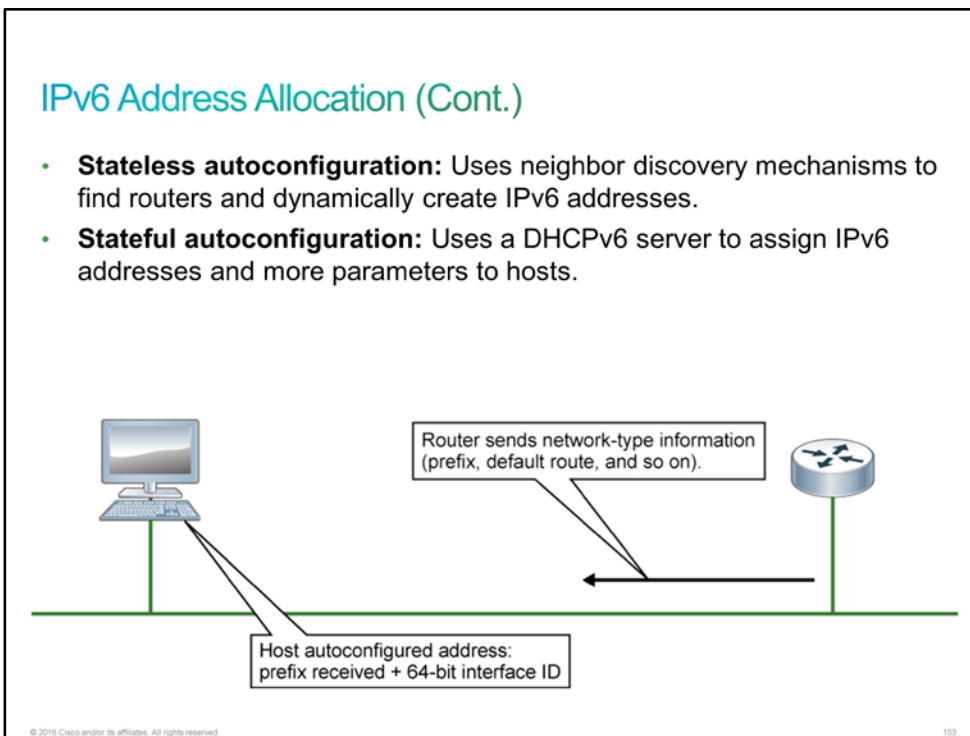 IPv6 Address Allocation (Cont.)
• Stateless autoconfiguration: Uses neighbor discovery mechanisms to
find routers and dynamically create IPv6 addresses.
• Stateful autoconfiguration: Uses a DHCPv6 server to assign IPv6
addresses and more parameters to hosts.
Router sends network-type information
(prefix, default route, and so on).
Host autoconfigured address:
prefix received + 64-bit interface ID
© 2016 Cisco and/or its affiliates. All rights reserved.
153